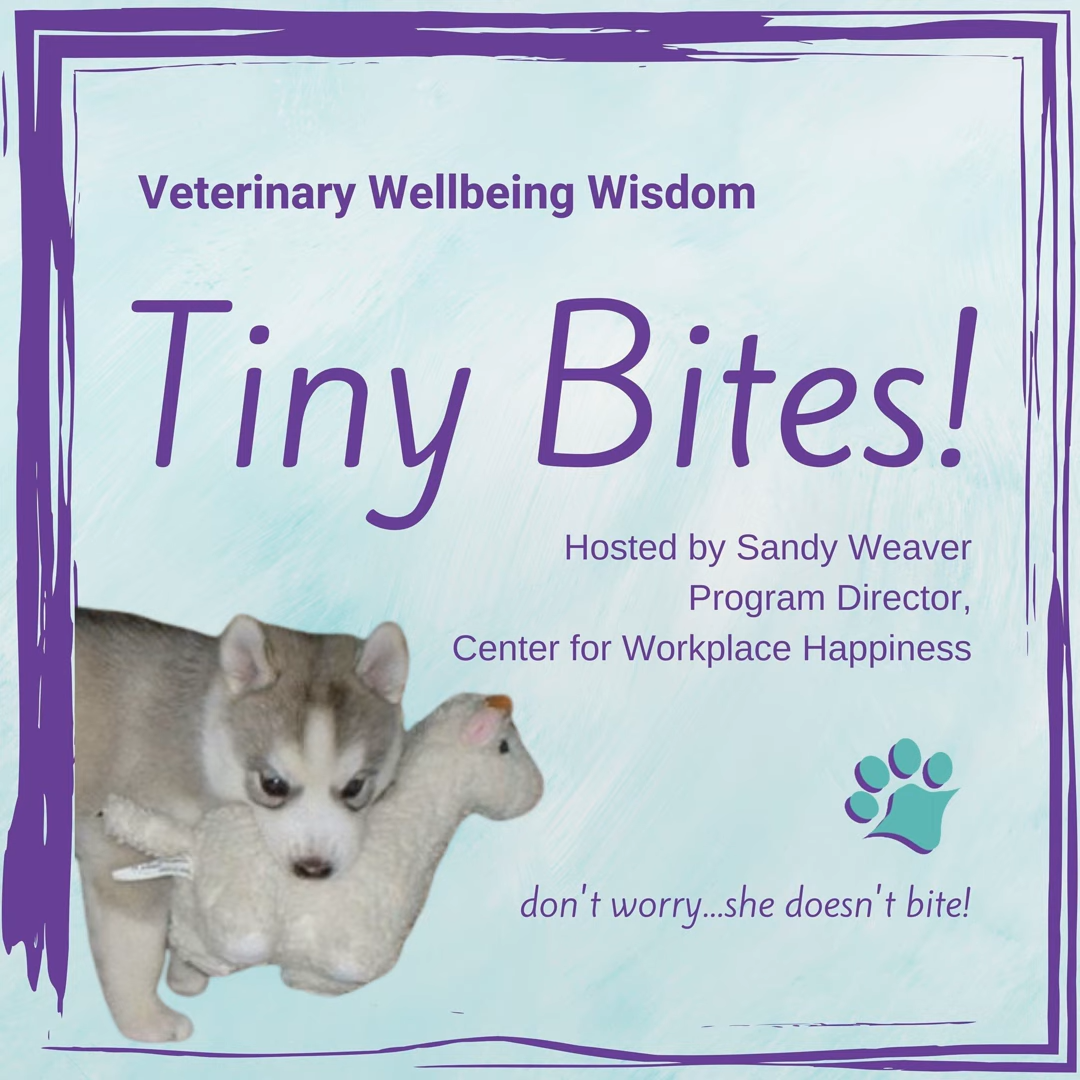 Veterinary Wellbeing Wisdom
Tiny Bites!
Hosted by Sandy Weaver
Program Director,
Center for Workplace Happiness
don't worry...she doesn't bite!